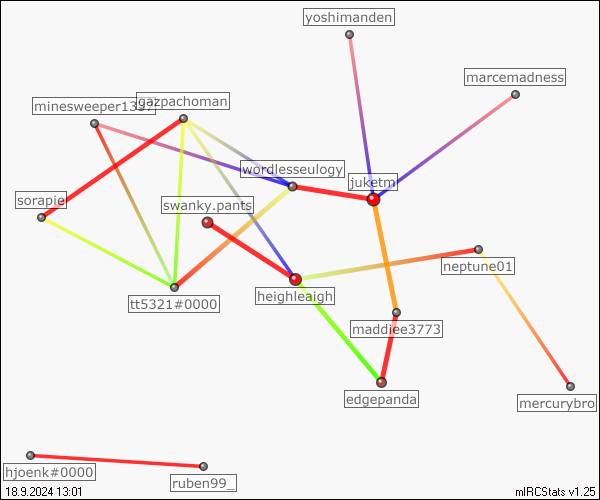 yoshimanden
marcemadness
gazpachoman
minesweeper1337
wordlesseulogy
juketm
sorapie
swanky.pants
neptune01
heighleaigh
tt5321#0000
maddiee3773
edgepanda
mercurybro
hjoenk#0000
ruben99_
18.9.2024 13:01
mIRCStats v1.25